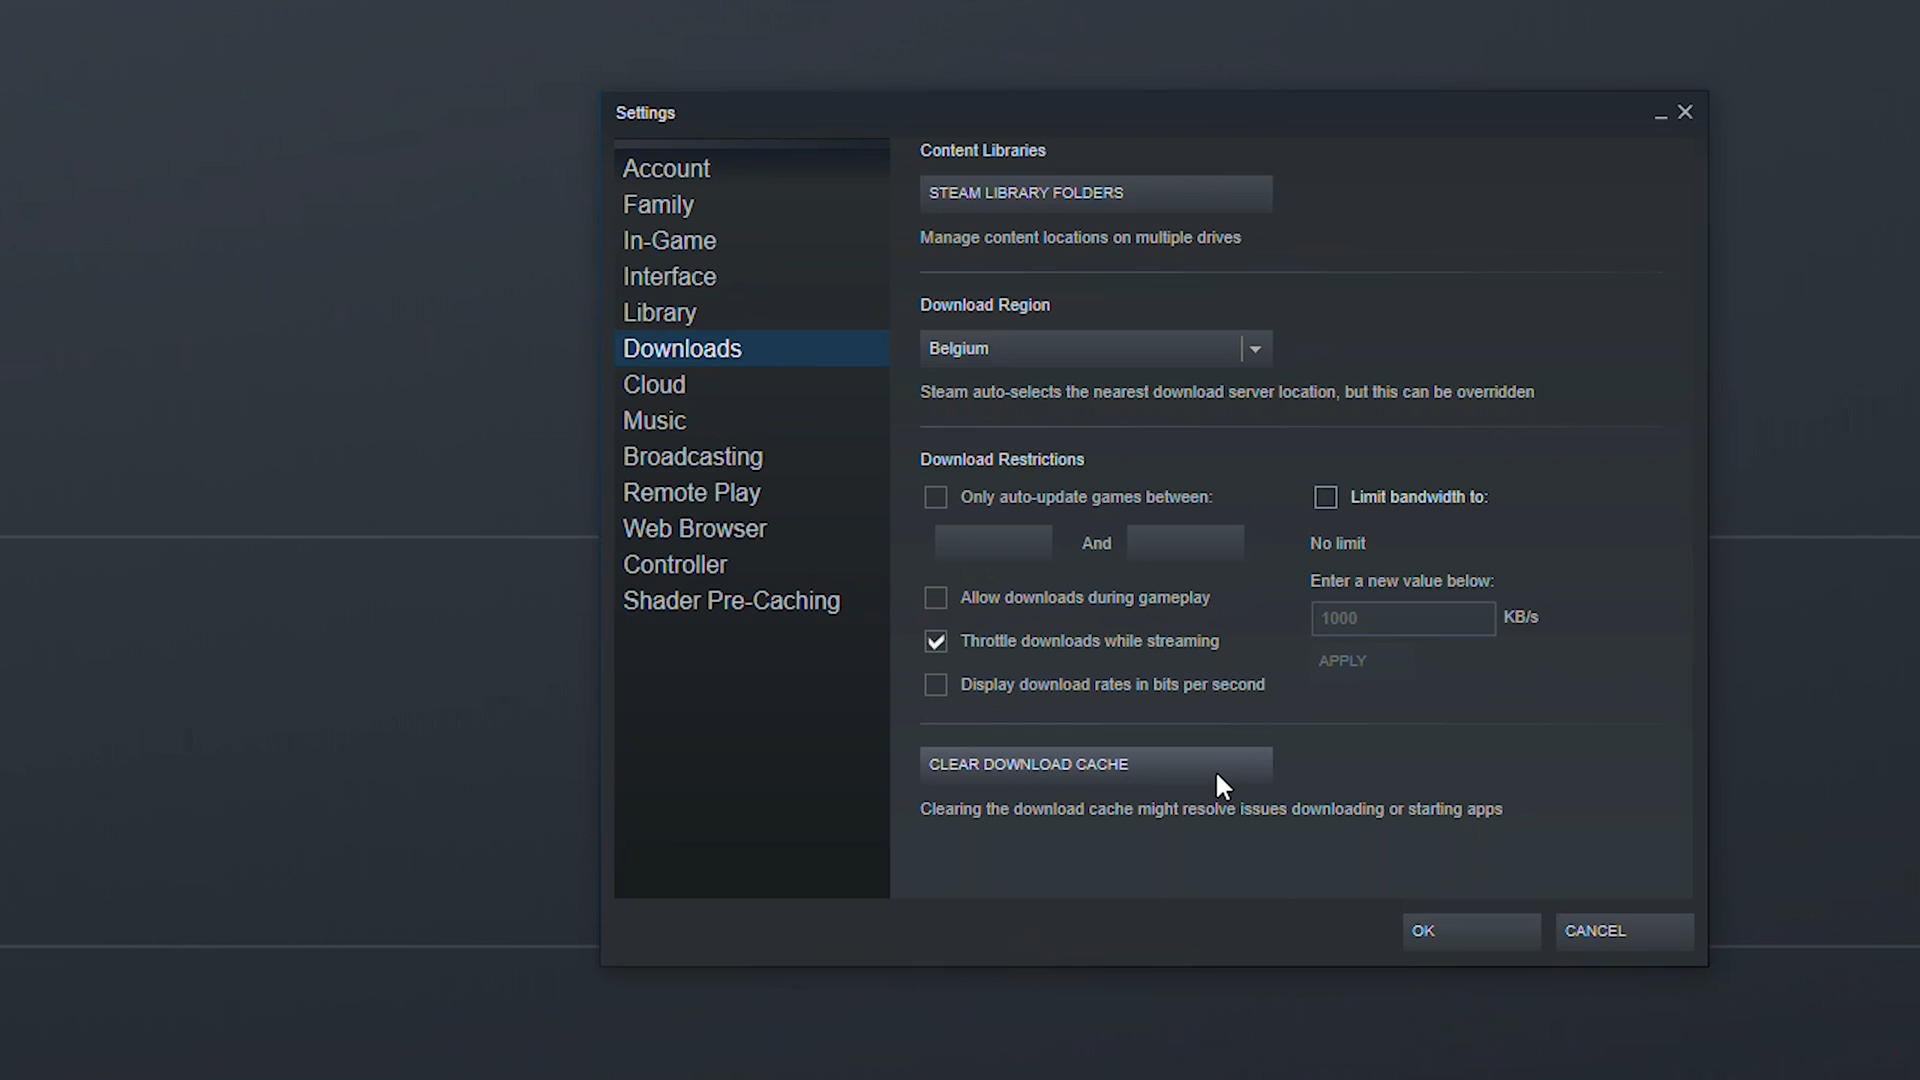 Settings
Account
Family
In-Game
Interface
Library
Downloads
Cloud
Music
Broadcasting
Remote Play
Web Browser
Controller
Shader Pre-Caching
Content Libraries
STEAM LIBRARY FOLDERS
Manage content locations on multiple drives
Download Region
Belgium
Steam auto-selects the nearest download server location, but this can be overridden
Download Restrictions
Only auto-update games between:
And
Allow downloads during gameplay
Throttle downloads while streaming
Display download rates in bits per second
Limit bandwidth to:
No limit
Enter a new value below:
1000 KB/s
APPLY
CLEAR DOWNLOAD CACHE
Clearing the download cache might resolve issues downloading or starting apps
OK
CANCEL